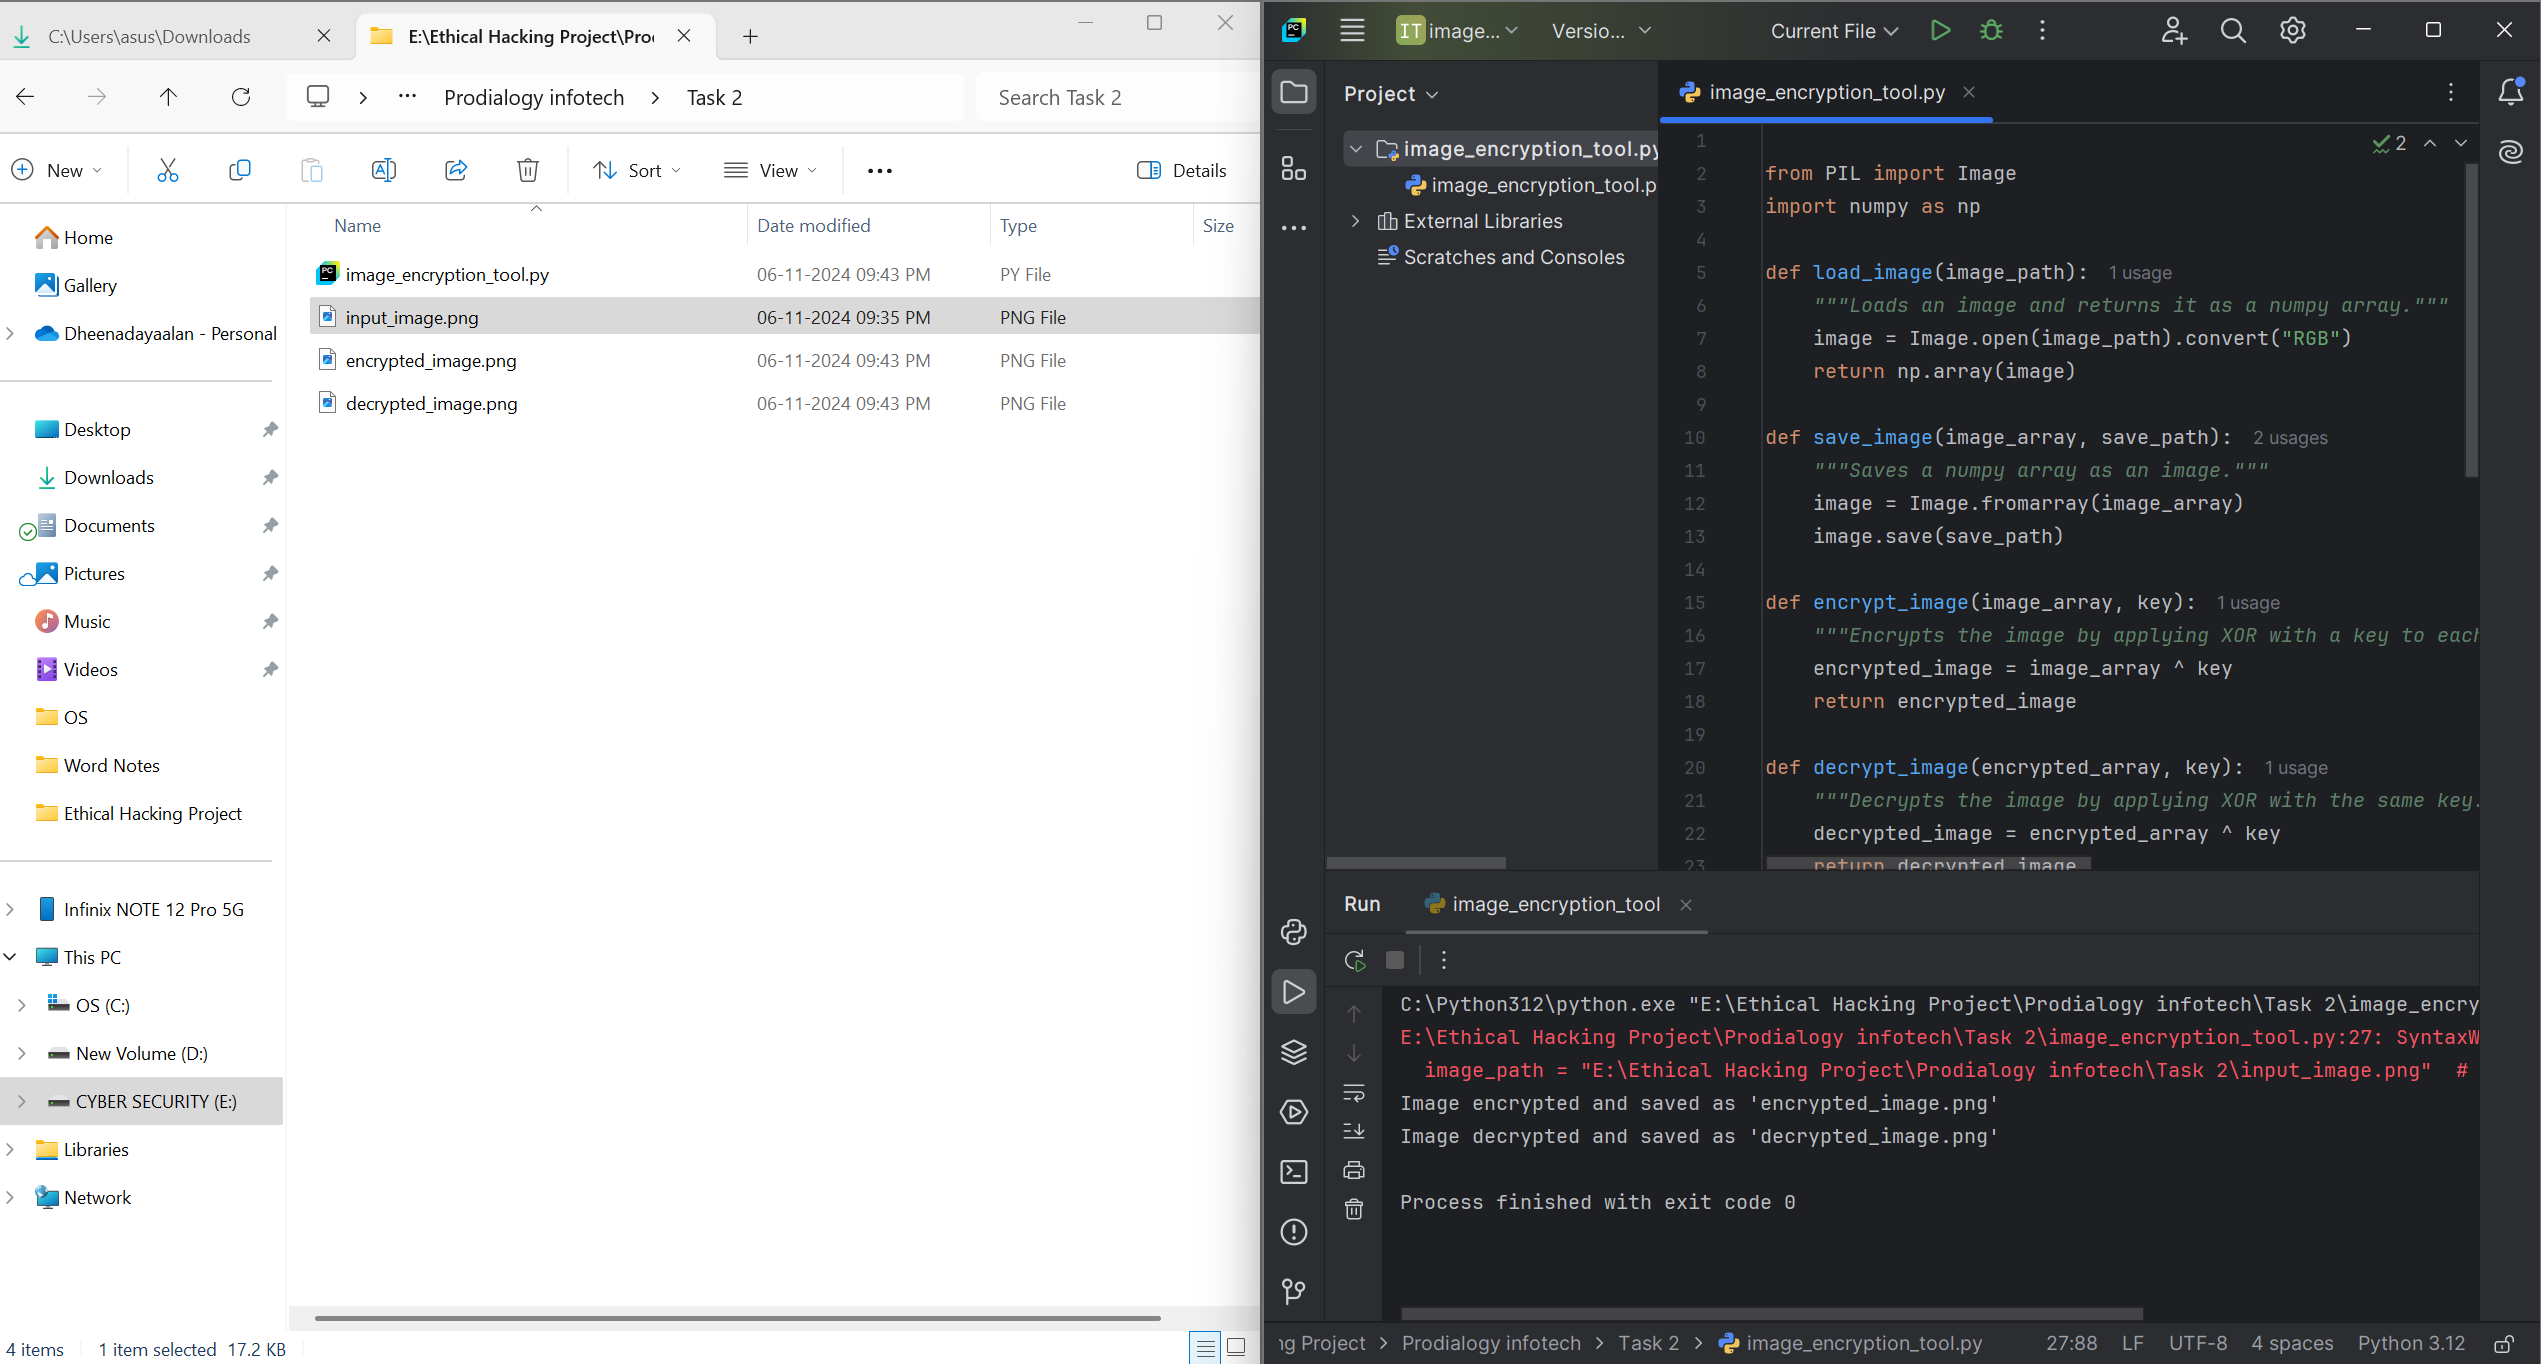 C:\Users\asus\Downloads
E:\Ethical Hacking Project\Proc
Prodialogy infotech > Task 2
Search Task 2
New
Sort
View
Details
Home
Gallery
Dheenadayaalan - Personal
Desktop
Downloads
Documents
Pictures
Music
Videos
OS
Word Notes
Ethical Hacking Project
Infinix NOTE 12 Pro 5G
This PC
OS (C:)
New Volume (D:)
CYBER SECURITY (E:)
Libraries
Network
Name Date modified Type Size
image_encryption_tool.py 06-11-2024 09:43 PM PY File
input_image.png 06-11-2024 09:35 PM PNG File
encrypted_image.png 06-11-2024 09:43 PM PNG File
decrypted_image.png 06-11-2024 09:43 PM PNG File
4 items 1 item selected 17.2 KB
PC IT image... Versio... Current File
Project
image_encryption_tool.py
image_encryption_tool.p
External Libraries
Scratches and Consoles
image_encryption_tool.py
2
1
2 from PIL import Image
3 import numpy as np
4
5 def load_image(image_path): 1 usage
6 """Loads an image and returns it as a numpy array."""
7 image = Image.open(image_path).convert("RGB")
8 return np.array(image)
9
10 def save_image(image_array, save_path): 2 usages
11 """Saves a numpy array as an image."""
12 image = Image.fromarray(image_array)
13 image.save(save_path)
14
15 def encrypt_image(image_array, key): 1 usage
16 """Encrypts the image by applying XOR with a key to each
17 encrypted_image = image_array ^ key
18 return encrypted_image
19
20 def decrypt_image(encrypted_array, key): 1 usage
21 """Decrypts the image by applying XOR with the same key.
22 decrypted_image = encrypted_array ^ key
23 return decrypted_image
Run image_encryption_tool
C:\Python312\python.exe "E:\Ethical Hacking Project\Prodialogy infotech\Task 2\image_encry
E:\Ethical Hacking Project\Prodialogy infotech\Task 2\image_encryption_tool.py:27: SyntaxW
image_path = "E:\Ethical Hacking Project\Prodialogy infotech\Task 2\input_image.png" #
Image encrypted and saved as 'encrypted_image.png'
Image decrypted and saved as 'decrypted_image.png'
Process finished with exit code 0
ng Project > Prodialogy infotech > Task 2 > image_encryption_tool.py 27:88 LF UTF-8 4 spaces Python 3.12